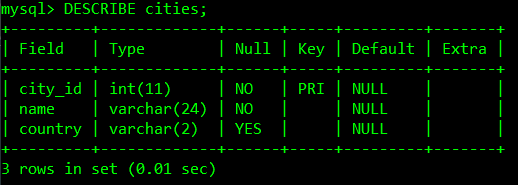 mysql> DESCRIBE cities;
+---------+-------------+------+-----+---------+-------+
| Field   | Type        | Null | Key | Default | Extra |
+---------+-------------+------+-----+---------+-------+
| city_id | int(11)     | NO   | PRI | NULL    |       |
| name    | varchar(24) | NO   |     | NULL    |       |
| country | varchar(2)  | YES  |     | NULL    |       |
+---------+-------------+------+-----+---------+-------+
3 rows in set (0.01 sec)